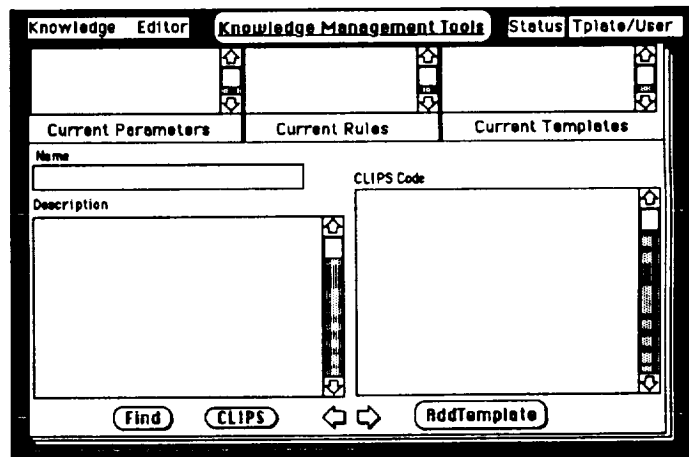 Knowledge Editor Knowledge Management Tools Status Tplate/User
Current Parameters Current Rules Current Templates
Name
CLIPS Code
Description
Find CLIPS AddTemplate